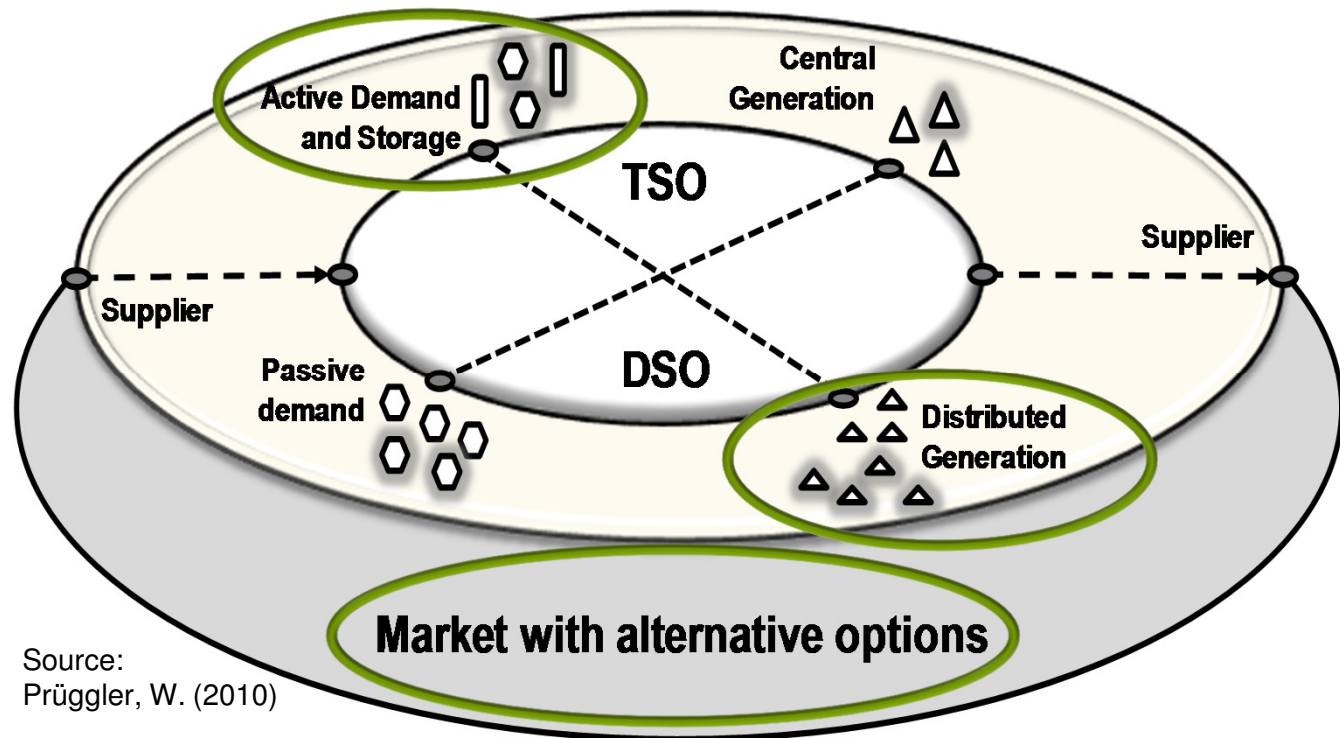 Active Demand
and Storage
Central
Generation
TSO
Supplier
Supplier
Passive
demand
DSO
Distributed
Generation
Market with alternative options
Source:
Prüggler, W. (2010)